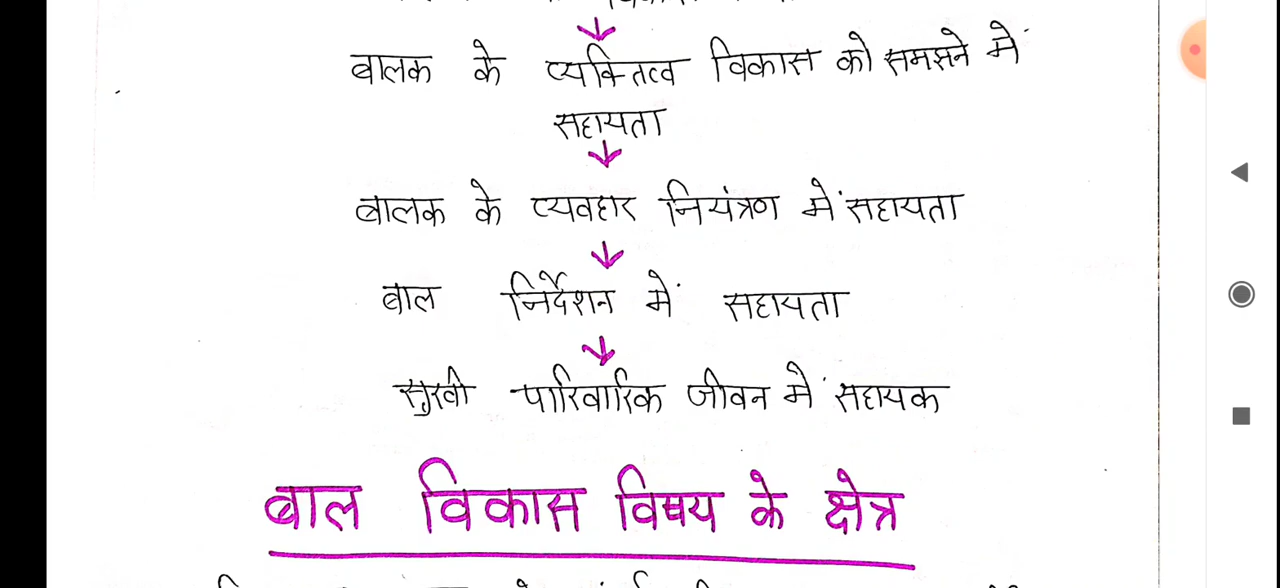 विकास
बालक के व्यक्तित्व विकास को समझने में
सहायता
बालक के व्यवहार नियंत्रण में सहायता
बाल निर्देशन में सहायता
सुखी पारिवारिक जीवन में सहायक
बाल विकास विषय के क्षेत्र